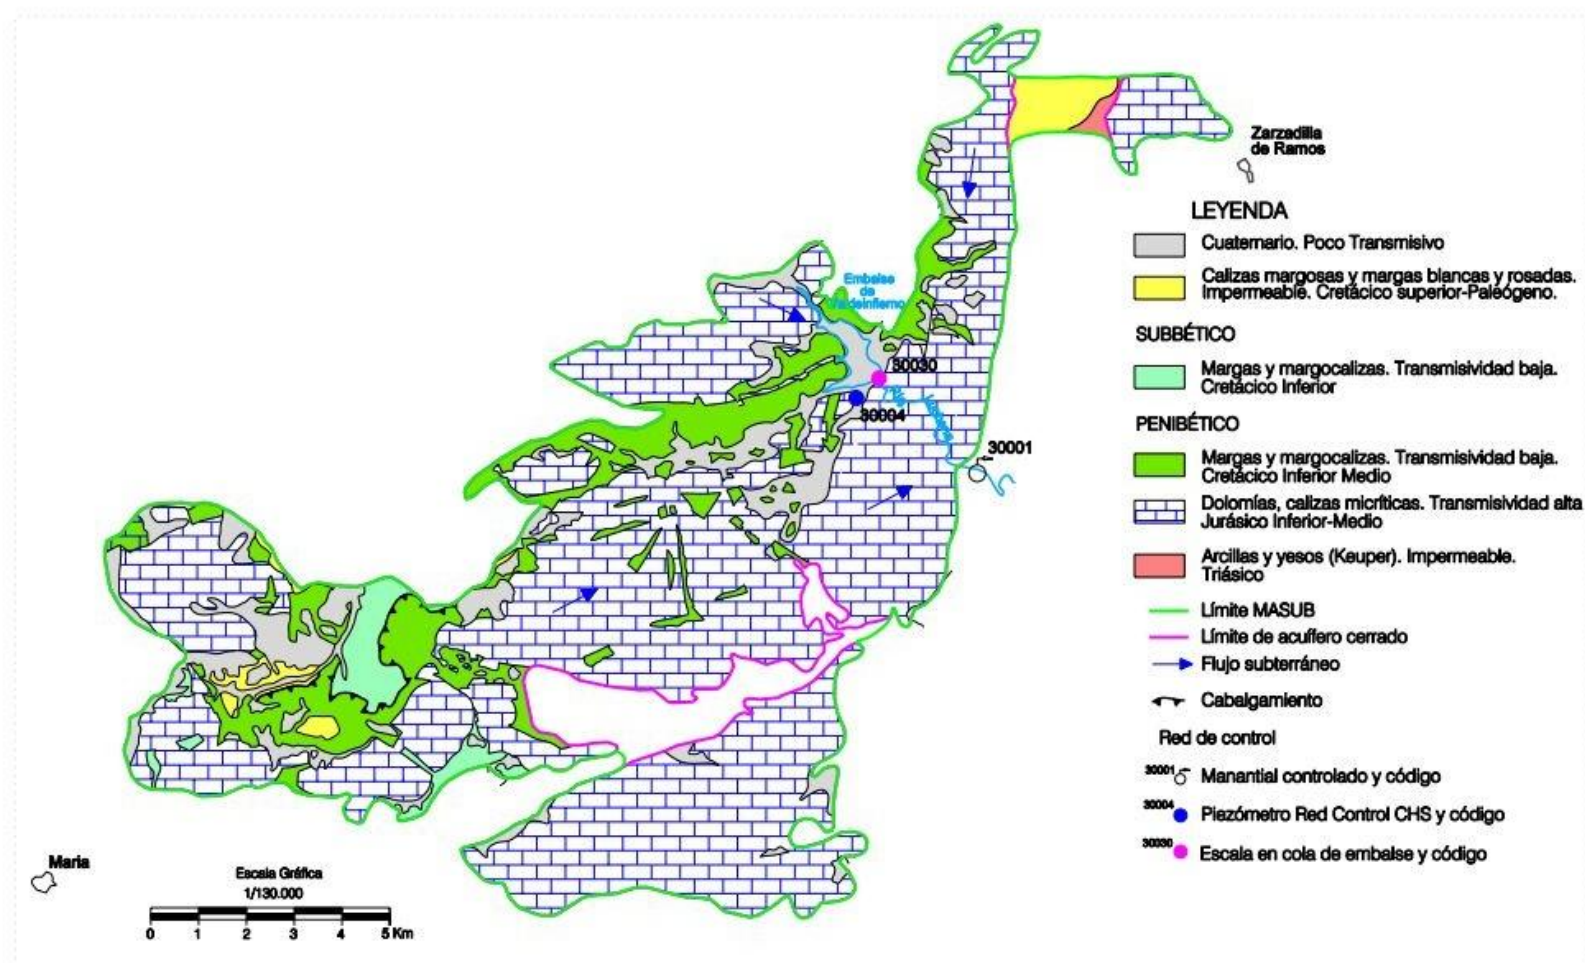 Zarzadilla
de Ramos
LEYENDA
Cuaternario. Poco Transmisivo
Calizas margosas y margas blancas y rosadas.
Impermeable. Cretácico superior-Paleógeno.
SUBBÉTICO
Margas y margocalizas. Transmisividad baja.
Cretácico Inferior
PENIBÉTICO
Margas y margocalizas. Transmisividad baja.
Cretácico Inferior Medio
Dolomías, calizas micríticas. Transmisividad alta
Jurásico Inferior-Medio
Arcillas y yesos (Keuper). Impermeable.
Triásico
Límite MASUB
Límite de acuífero cerrado
Flujo subterráneo
Cabalgamiento
Red de control
30001
Manantial controlado y código
30004
Piezómetro Red Control CHS y código
30030
Escala en cola de embalse y código
Embalse
de
Valdeinfierno
30030
30004
Río
30001
Maria
Escala Gráfica
1/130.000
0 1 2 3 4 5 Km